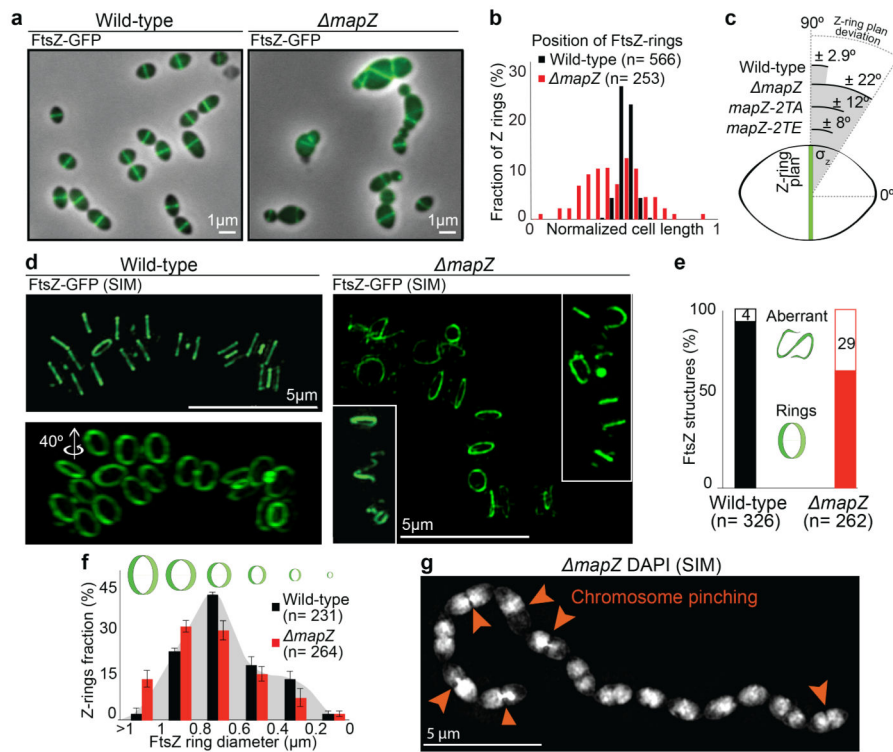 a
Wild-type
ΔmapZ
FtsZ-GFP
FtsZ-GFP
1µm
1µm
b
Position of FtsZ-rings
Wild-type (n= 566)
ΔmapZ (n= 253)
Fraction of Z rings (%)
30
20
10
0
0 Normalized cell length 1
c
90º
Z-ring plan
deviation
Wild-type
± 2.9º
ΔmapZ
± 22º
mapZ-2TA
± 12º
mapZ-2TE
± 8º
Z-ring
plan
σz
0º
d
Wild-type
ΔmapZ
FtsZ-GFP (SIM)
FtsZ-GFP (SIM)
5µm
40º
5µm
e
FtsZ structures (%)
100
50
0
4
Aberrant
29
Rings
Wild-type
(n= 326)
ΔmapZ
(n= 262)
f
Z-rings fraction (%)
45
30
15
0
Wild-type
(n= 231)
ΔmapZ
(n= 264)
>1 1 0.8 0.6 0.4 0.2 0
FtsZ ring diameter (µm)
g
ΔmapZ DAPI (SIM)
Chromosome pinching
5 µm